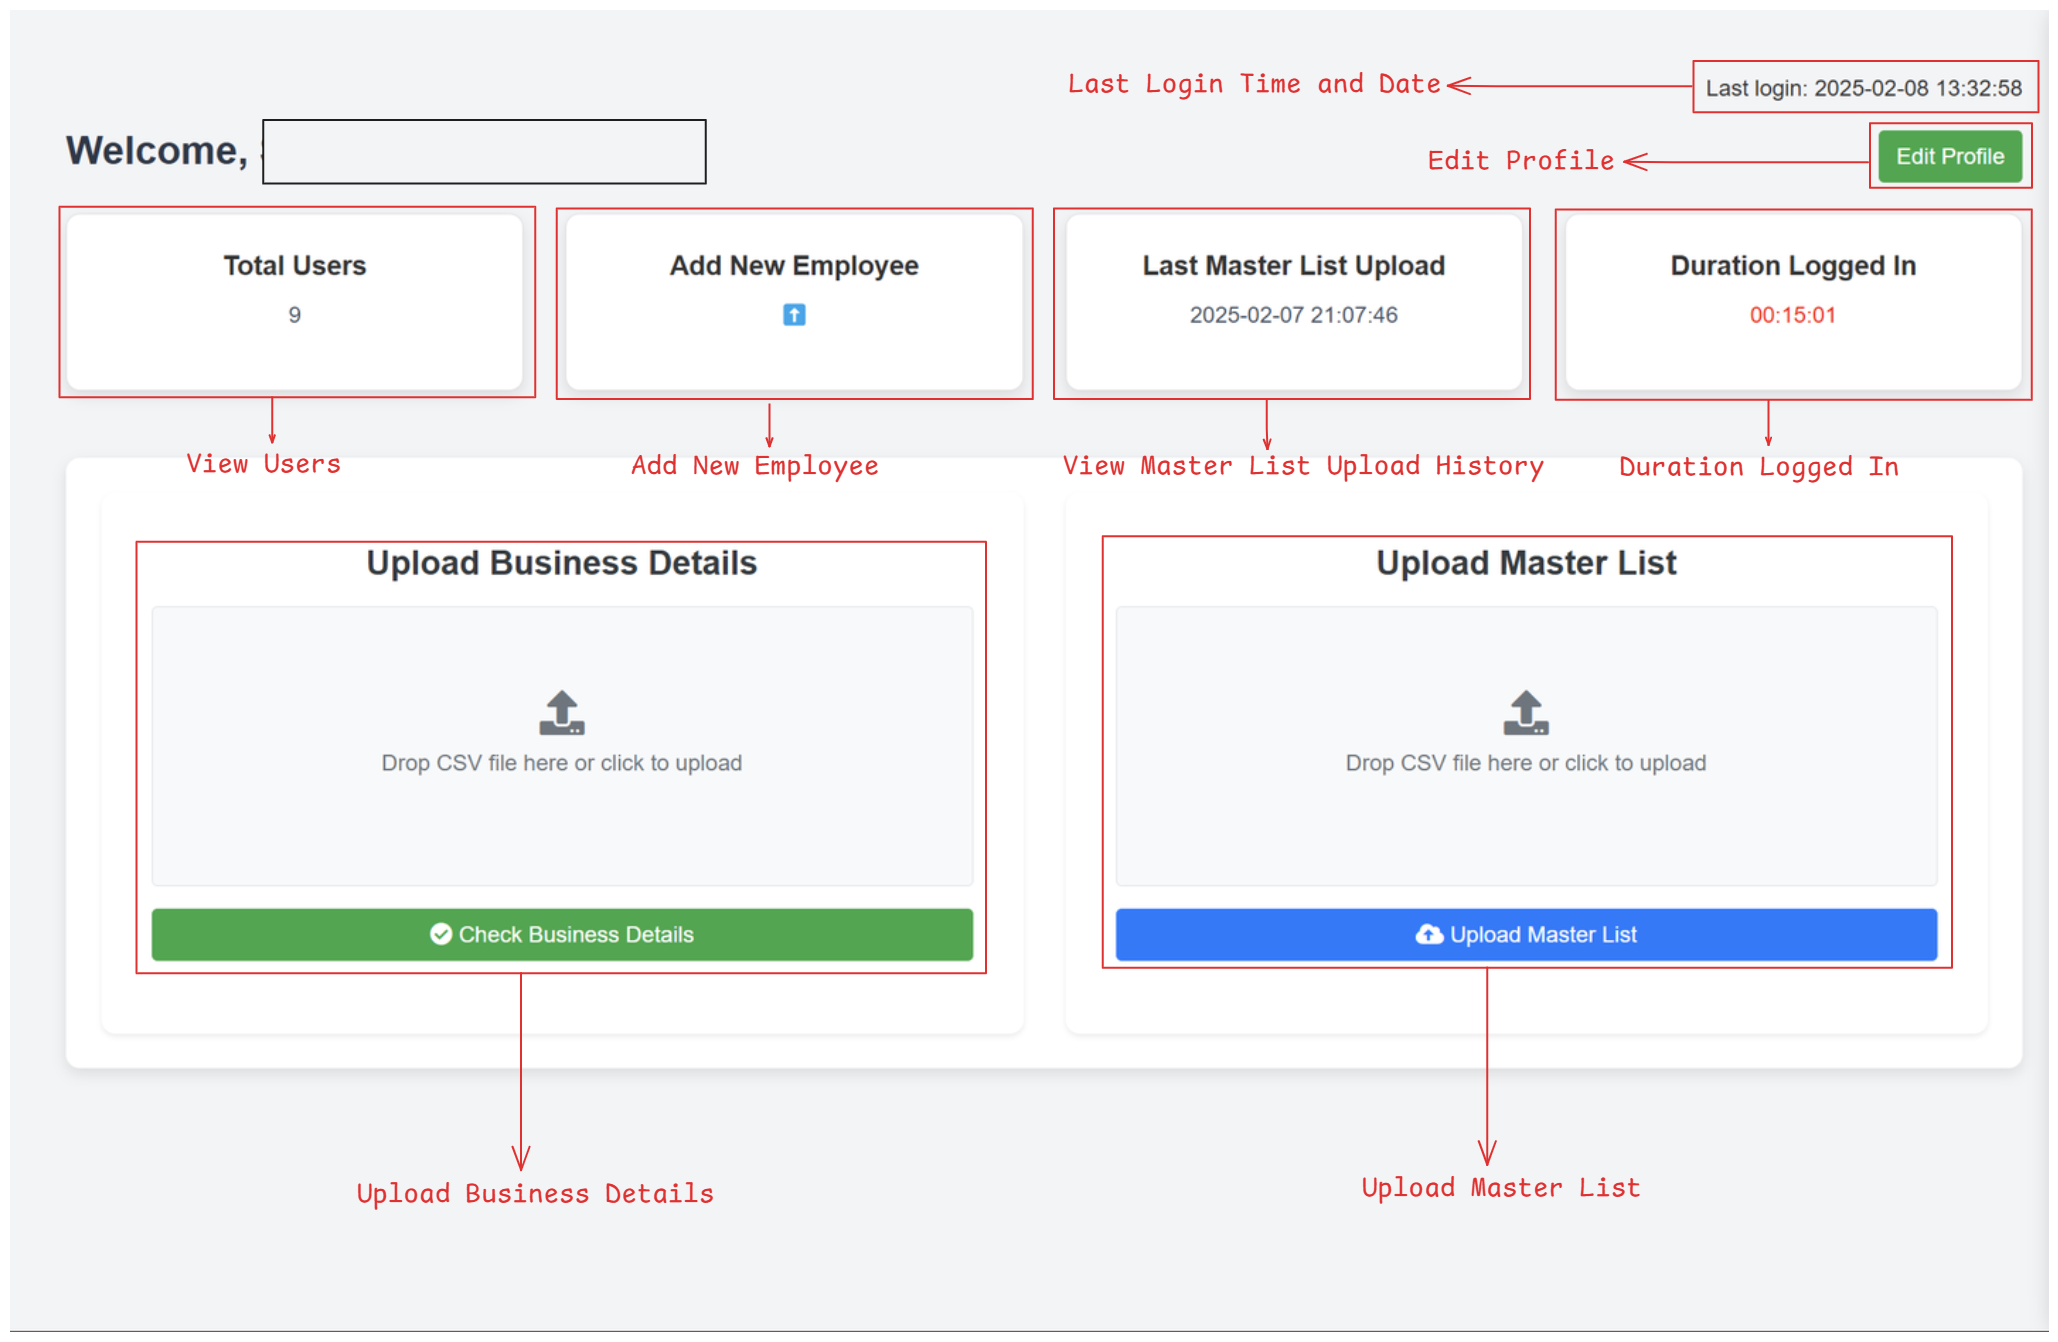 Last Login Time and Date
Last login: 2025-02-08 13:32:58
Welcome,
Edit Profile
Edit Profile
Total Users
9
Add New Employee
Last Master List Upload
2025-02-07 21:07:46
Duration Logged In
00:15:01
View Users
Add New Employee
View Master List Upload History
Duration Logged In
Upload Business Details
Drop CSV file here or click to upload
Check Business Details
Upload Master List
Drop CSV file here or click to upload
Upload Master List
Upload Business Details
Upload Master List